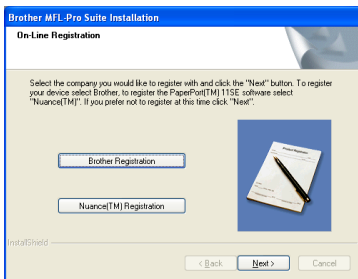 Brother MFL-Pro Suite Installation
On-Line Registration
Select the company you would like to register with and click the "Next" button. To register
your device select Brother, to register the PaperPort(TM) 11SE software select
"Nuance(TM)". If you prefer not to register at this time click "Next".
Brother Registration
Nuance(TM) Registration
InstallShield
< Back
Next >
Cancel